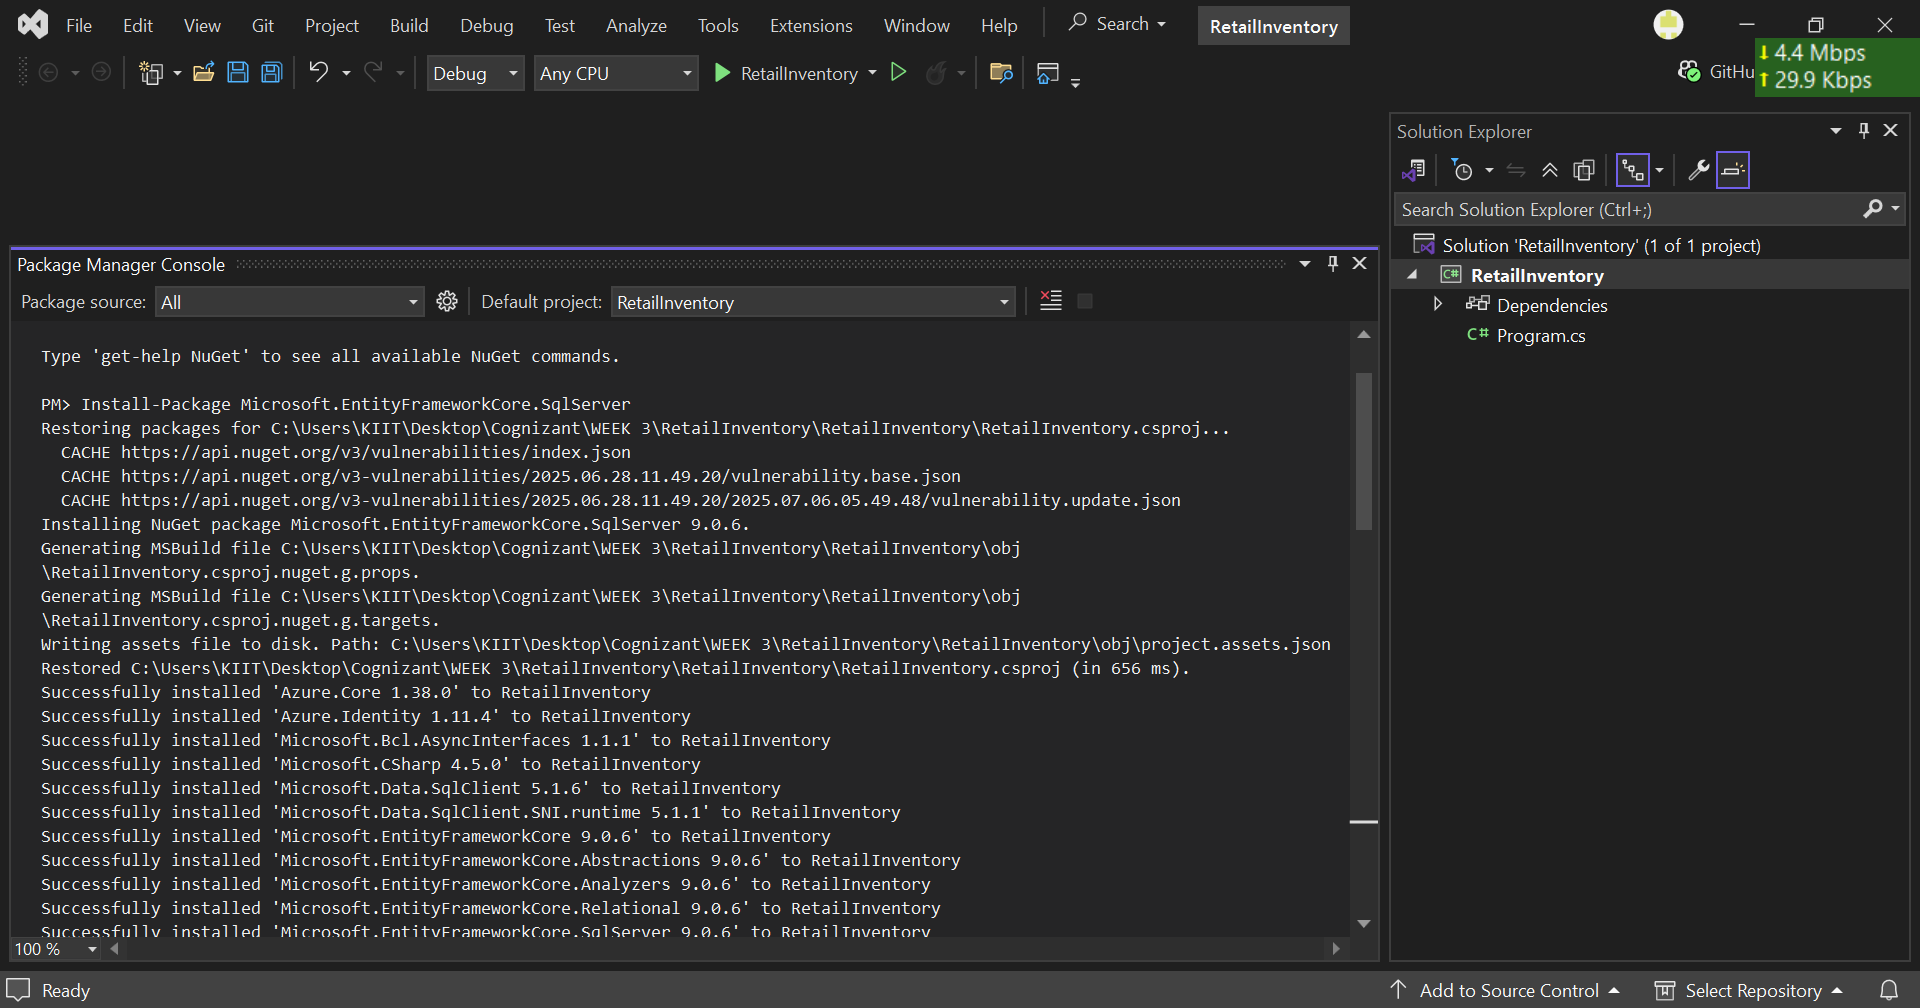 File Edit View Git Project Build Debug Test Analyze Tools Extensions Window Help Search RetailInventory
Debug Any CPU RetailInventory GitHu
4.4 Mbps
29.9 Kbps
Package Manager Console
Package source: All Default project: RetailInventory
Type 'get-help NuGet' to see all available NuGet commands.
PM> Install-Package Microsoft.EntityFrameworkCore.SqlServer
Restoring packages for C:\Users\KIIT\Desktop\Cognizant\WEEK 3\RetailInventory\RetailInventory\RetailInventory.csproj...
CACHE https://api.nuget.org/v3/vulnerabilities/index.json
CACHE https://api.nuget.org/v3-vulnerabilities/2025.06.28.11.49.20/vulnerability.base.json
CACHE https://api.nuget.org/v3-vulnerabilities/2025.06.28.11.49.20/2025.07.06.05.49.48/vulnerability.update.json
Installing NuGet package Microsoft.EntityFrameworkCore.SqlServer 9.0.6.
Generating MSBuild file C:\Users\KIIT\Desktop\Cognizant\WEEK 3\RetailInventory\RetailInventory\obj
\RetailInventory.csproj.nuget.g.props.
Generating MSBuild file C:\Users\KIIT\Desktop\Cognizant\WEEK 3\RetailInventory\RetailInventory\obj
\RetailInventory.csproj.nuget.g.targets.
Writing assets file to disk. Path: C:\Users\KIIT\Desktop\Cognizant\WEEK 3\RetailInventory\RetailInventory\obj\project.assets.json
Restored C:\Users\KIIT\Desktop\Cognizant\WEEK 3\RetailInventory\RetailInventory\RetailInventory.csproj (in 656 ms).
Successfully installed 'Azure.Core 1.38.0' to RetailInventory
Successfully installed 'Azure.Identity 1.11.4' to RetailInventory
Successfully installed 'Microsoft.Bcl.AsyncInterfaces 1.1.1' to RetailInventory
Successfully installed 'Microsoft.CSharp 4.5.0' to RetailInventory
Successfully installed 'Microsoft.Data.SqlClient 5.1.6' to RetailInventory
Successfully installed 'Microsoft.Data.SqlClient.SNI.runtime 5.1.1' to RetailInventory
Successfully installed 'Microsoft.EntityFrameworkCore 9.0.6' to RetailInventory
Successfully installed 'Microsoft.EntityFrameworkCore.Abstractions 9.0.6' to RetailInventory
Successfully installed 'Microsoft.EntityFrameworkCore.Analyzers 9.0.6' to RetailInventory
Successfully installed 'Microsoft.EntityFrameworkCore.Relational 9.0.6' to RetailInventory
Successfully installed 'Microsoft.EntityFrameworkCore.SqlServer 9.0.6' to RetailInventory
100 %
Solution Explorer
Search Solution Explorer (Ctrl+;)
Solution 'RetailInventory' (1 of 1 project)
C# RetailInventory
Dependencies
C# Program.cs
Ready Add to Source Control Select Repository